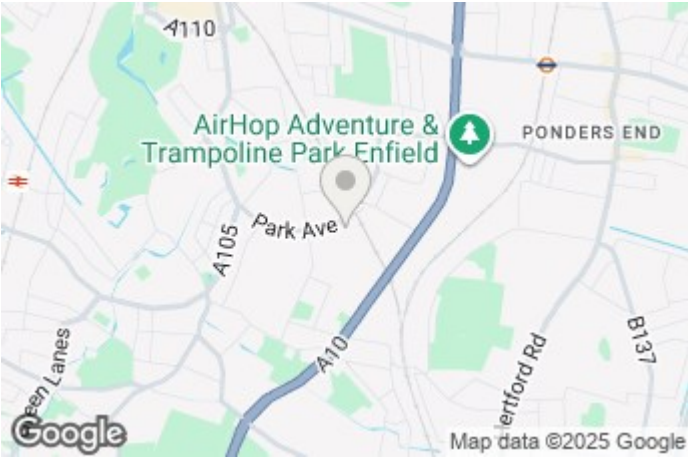 A110
AirHop Adventure &
Trampoline Park Enfield
PONDERS END
Park Ave
A105
A10
B137
Green Lanes
Hertford Rd
Google
Map data ©2025 Google